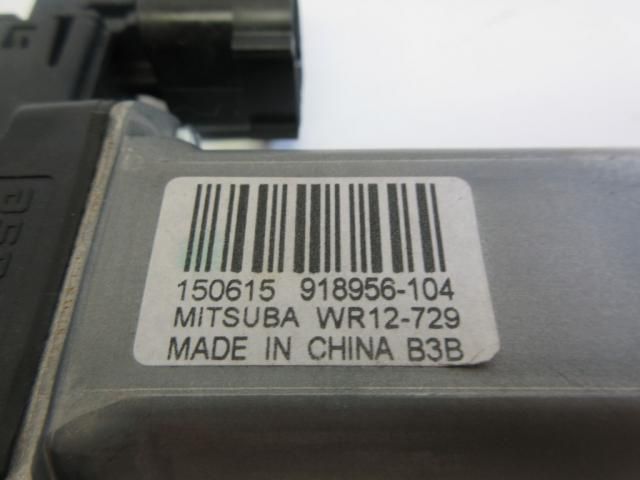 150615 918956-104
MITSUBA WR12-729
MADE IN CHINA B3B